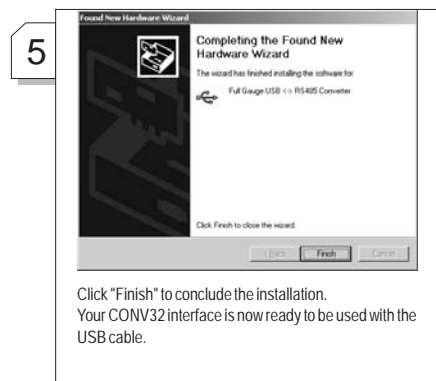 Found New Hardware Wizard
5
Completing the Found New
Hardware Wizard
The wizard has finished installing the software for:
Full Gauge USB <-> RS485 Converter
Click Finish to close the wizard.
< Back
Finish
Cancel
Click "Finish" to conclude the installation.
Your CONV32 interface is now ready to be used with the
USB cable.